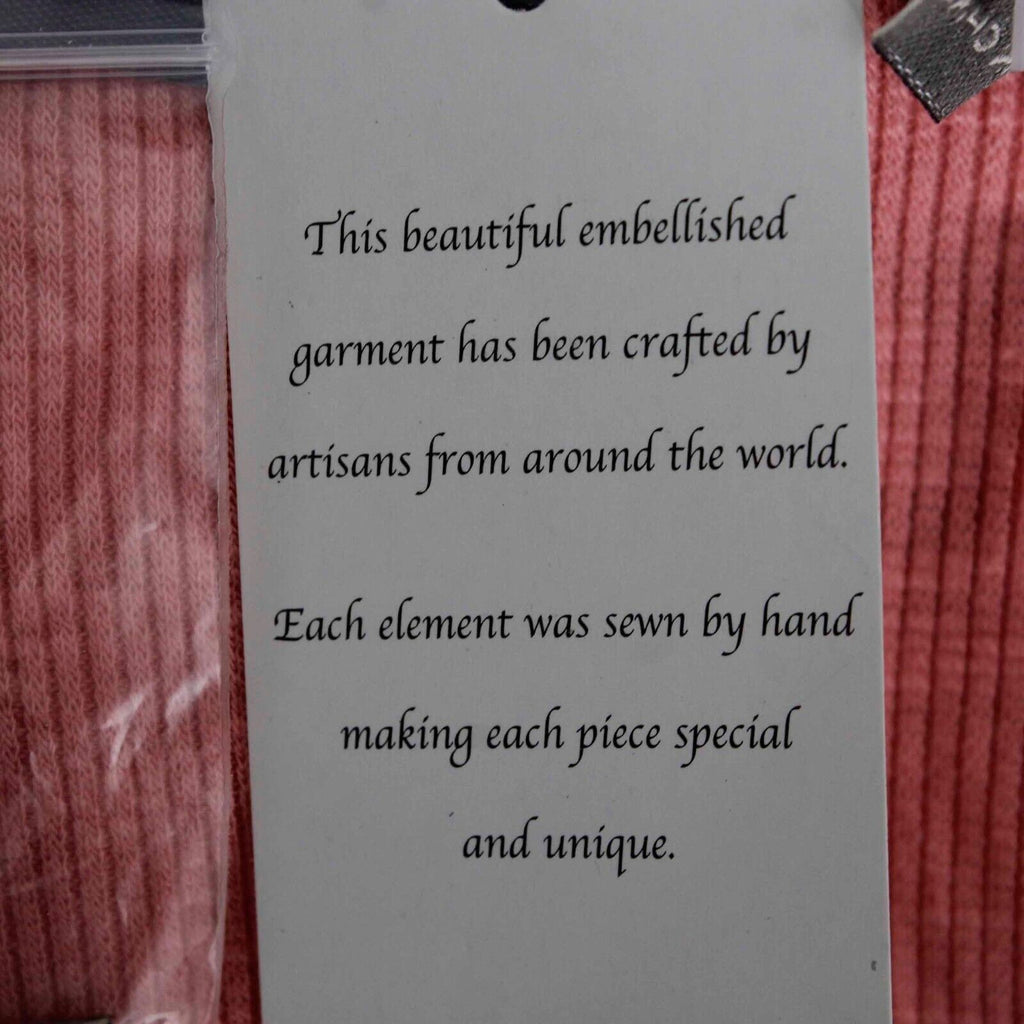 This beautiful embellished
garment has been crafted by
artisans from around the world.
Each element was sewn by hand
making each piece special
and unique.